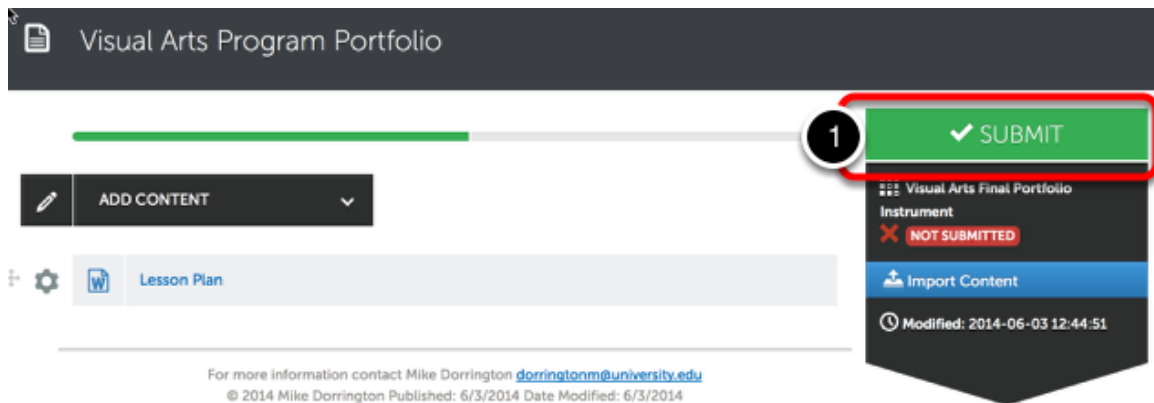 Visual Arts Program Portfolio
1
SUBMIT
ADD CONTENT
Visual Arts Final Portfolio
Instrument
NOT SUBMITTED
W
Lesson Plan
Import Content
Modified: 2014-06-03 12:44:51
For more information contact Mike Dorrington dorringtonm@university.edu
© 2014 Mike Dorrington Published: 6/3/2014 Date Modified: 6/3/2014